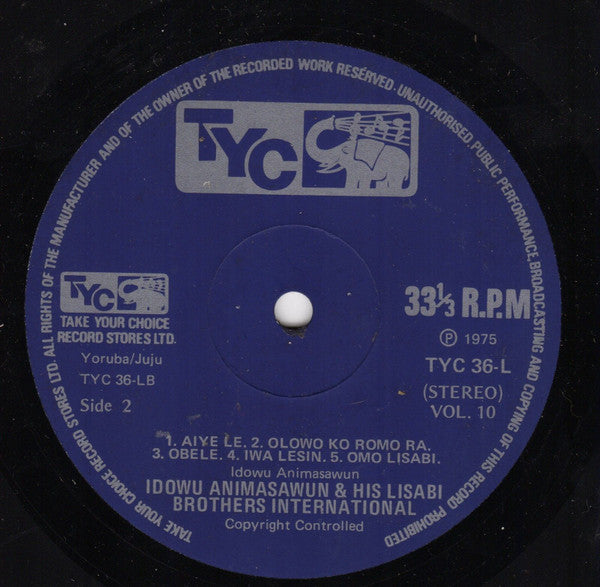 TAKE YOUR CHOICE RECORD STORES LTD. ALL RIGHTS OF THE MANUFACTURER AND OF THE OWNER OF THE RECORDED WORK RESERVED. UNAUTHORISED PUBLIC PERFORMANCE, BROADCASTING AND COPYING OF THIS RECORD PROHIBITED
TYC
TYC
TAKE YOUR CHOICE
RECORD STORES LTD.
Yoruba/Juju
TYC 36-LB
Side 2
33⅓ R.P.M
℗ 1975
TYC 36-L
(STEREO)
VOL. 10
1. AIYE LE. 2. OLOWO KO ROMO RA.
3. OBELE. 4. IWA LESIN. 5. OMO LISABI.
Idowu Animasawun
IDOWU ANIMASAWUN & HIS LISABI
BROTHERS INTERNATIONAL
Copyright Controlled